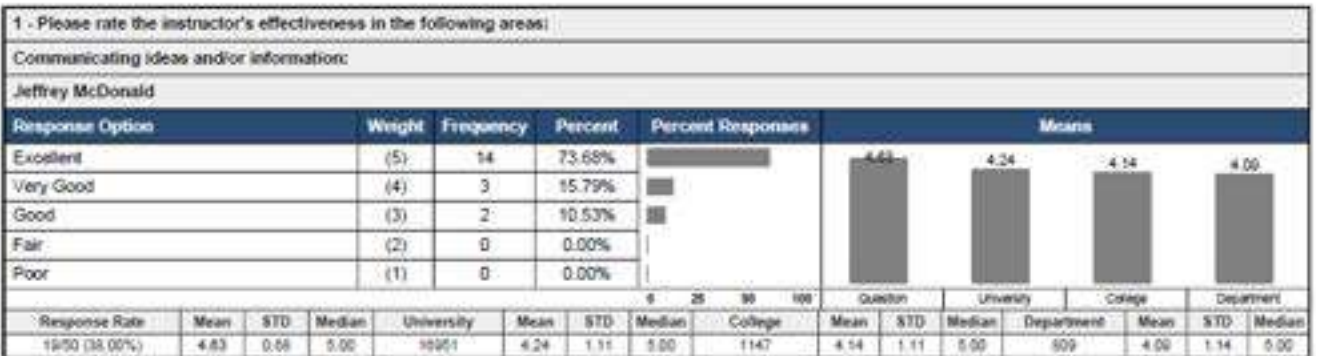 1 - Please rate the instructor's effectiveness in the following areas:
Communicating ideas and/or information:
Jeffrey McDonald
Response Option Weight Frequency Percent Percent Responses Means
Excellent (5) 14 73.68%
Very Good (4) 3 15.79%
Good (3) 2 10.53%
Fair (2) 0 0.00%
Poor (1) 0 0.00%
4.63 4.24 4.14 4.09
0 25 50 100 Question University College Department
Response Rate Mean STD Median University Mean STD Median College Mean STD Median Department Mean STD Median
19/50 (38.00%) 4.63 0.68 5.00 4.24 1.11 5.00 1147 4.14 1.11 5.00 4.09 1.14 5.00